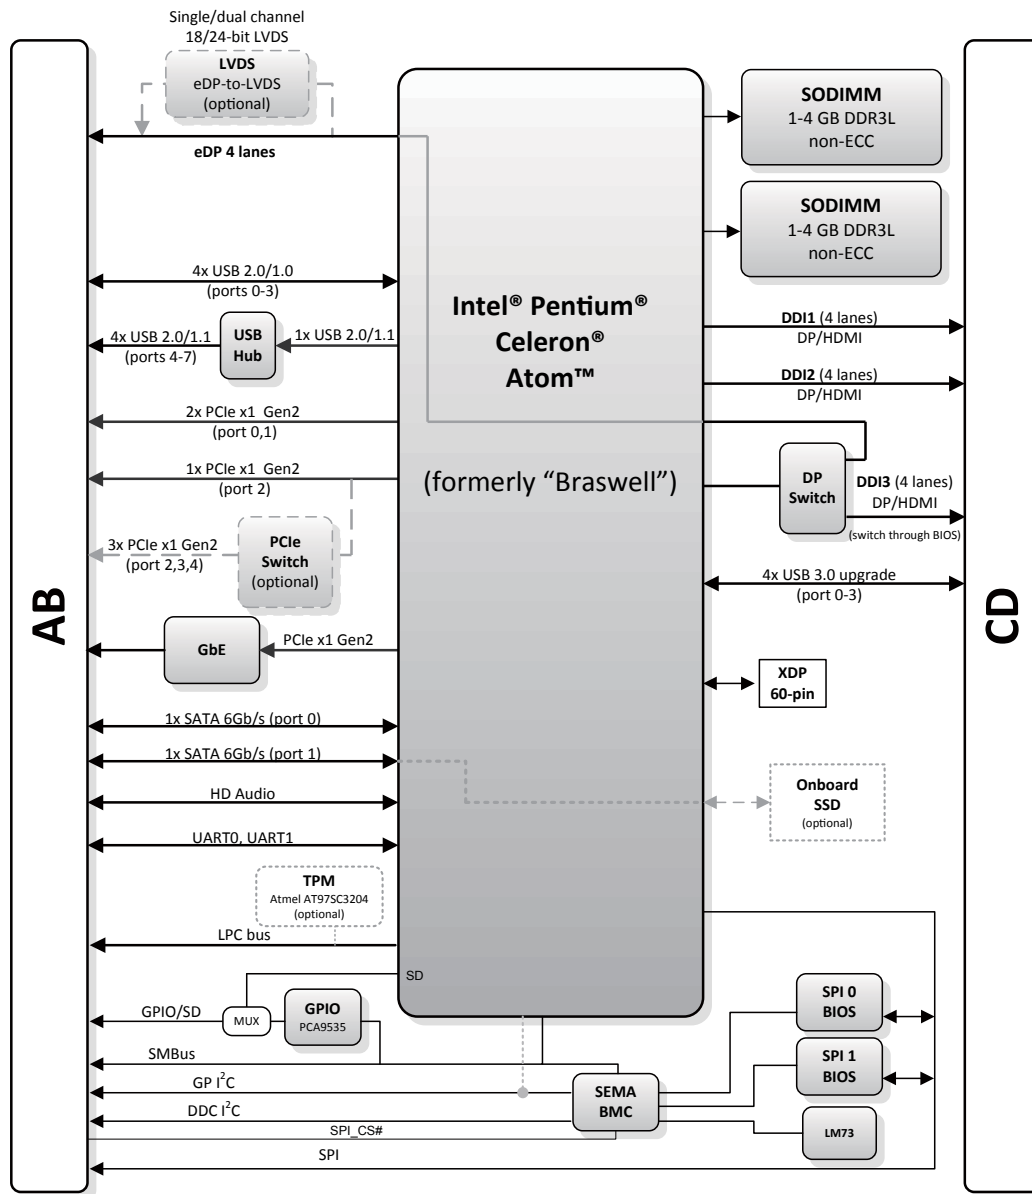 Single/dual channel
18/24-bit LVDS
LVDS
eDP-to-LVDS
(optional)
eDP 4 lanes
4x USB 2.0/1.0
(ports 0-3)
4x USB 2.0/1.1
(ports 4-7)
USB
Hub
1x USB 2.0/1.1
2x PCIe x1 Gen2
(port 0,1)
1x PCIe x1 Gen2
(port 2)
3x PCIe x1 Gen2
(port 2,3,4)
PCIe
Switch
(optional)
AB
GbE
PCIe x1 Gen2
1x SATA 6Gb/s (port 0)
1x SATA 6Gb/s (port 1)
HD Audio
UART0, UART1
TPM
Atmel AT97SC3204
(optional)
LPC bus
SD
GPIO/SD
MUX
GPIO
PCA9535
SMBus
GP I²C
DDC I²C
SPI_CS#
SPI
Intel® Pentium®
Celeron®
Atom™
(formerly “Braswell”)
SODIMM
1-4 GB DDR3L
non-ECC
SODIMM
1-4 GB DDR3L
non-ECC
DDI1 (4 lanes)
DP/HDMI
DDI2 (4 lanes)
DP/HDMI
DP
Switch
DDI3 (4 lanes)
DP/HDMI
(switch through BIOS)
4x USB 3.0 upgrade
(port 0-3)
CD
XDP
60-pin
Onboard
SSD
(optional)
SPI 0
BIOS
SPI 1
BIOS
SEMA
BMC
LM73